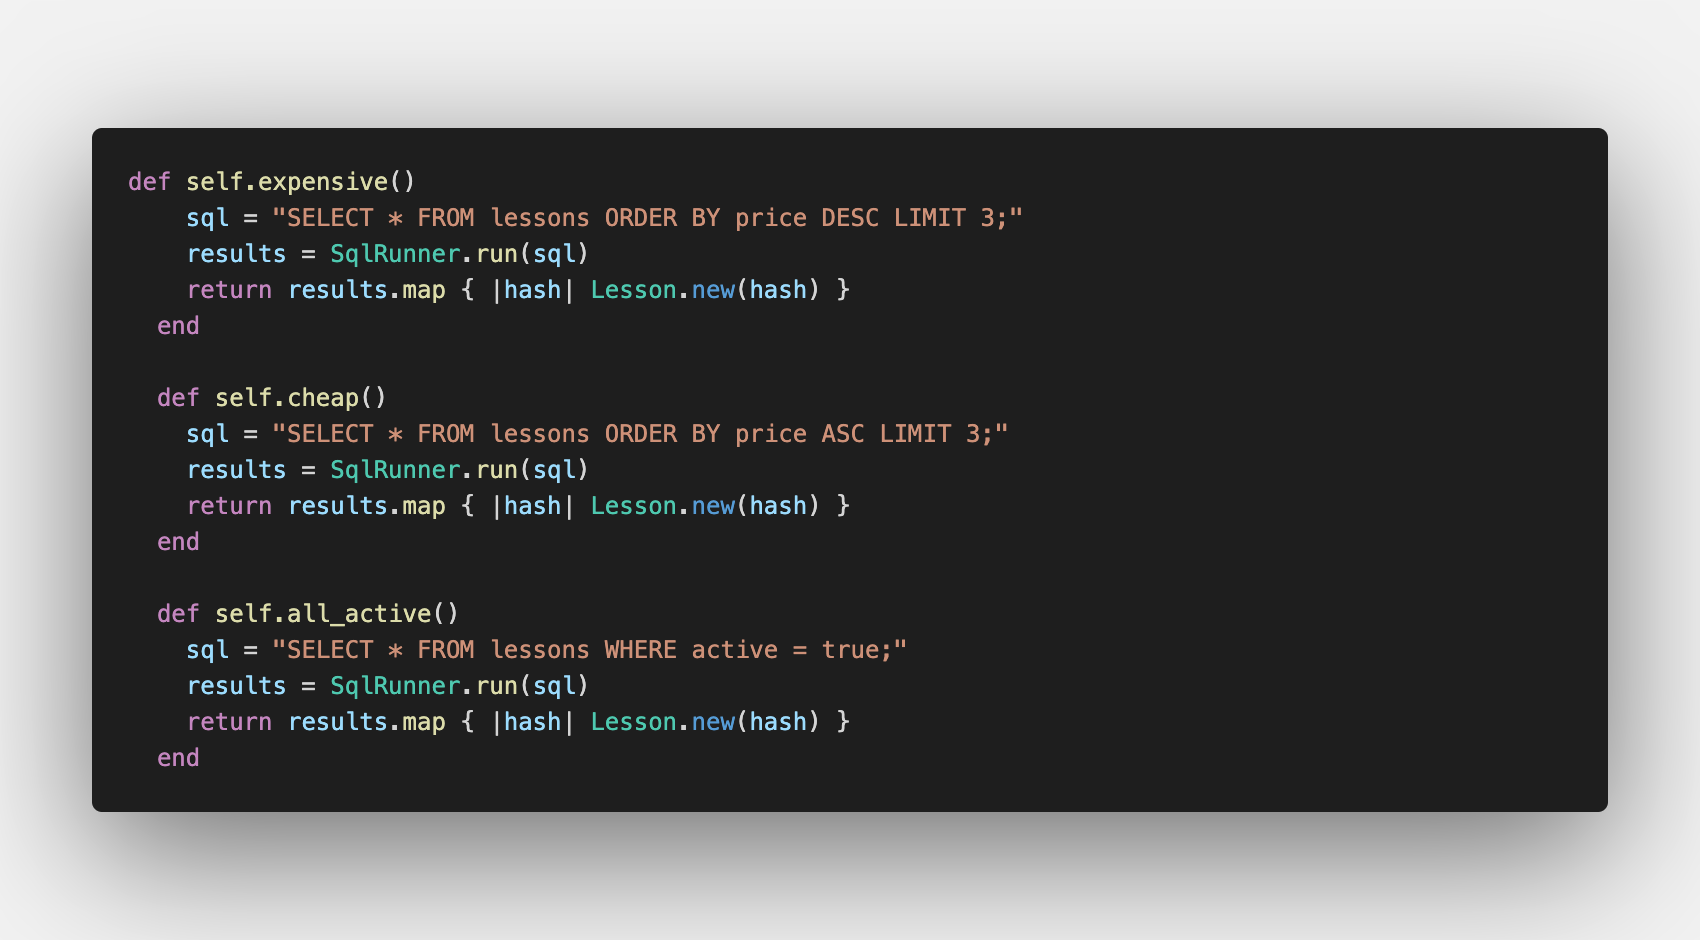 def self.expensive()
    sql = "SELECT * FROM lessons ORDER BY price DESC LIMIT 3;"
    results = SqlRunner.run(sql)
    return results.map { |hash| Lesson.new(hash) }
  end

  def self.cheap()
    sql = "SELECT * FROM lessons ORDER BY price ASC LIMIT 3;"
    results = SqlRunner.run(sql)
    return results.map { |hash| Lesson.new(hash) }
  end

  def self.all_active()
    sql = "SELECT * FROM lessons WHERE active = true;"
    results = SqlRunner.run(sql)
    return results.map { |hash| Lesson.new(hash) }
  end